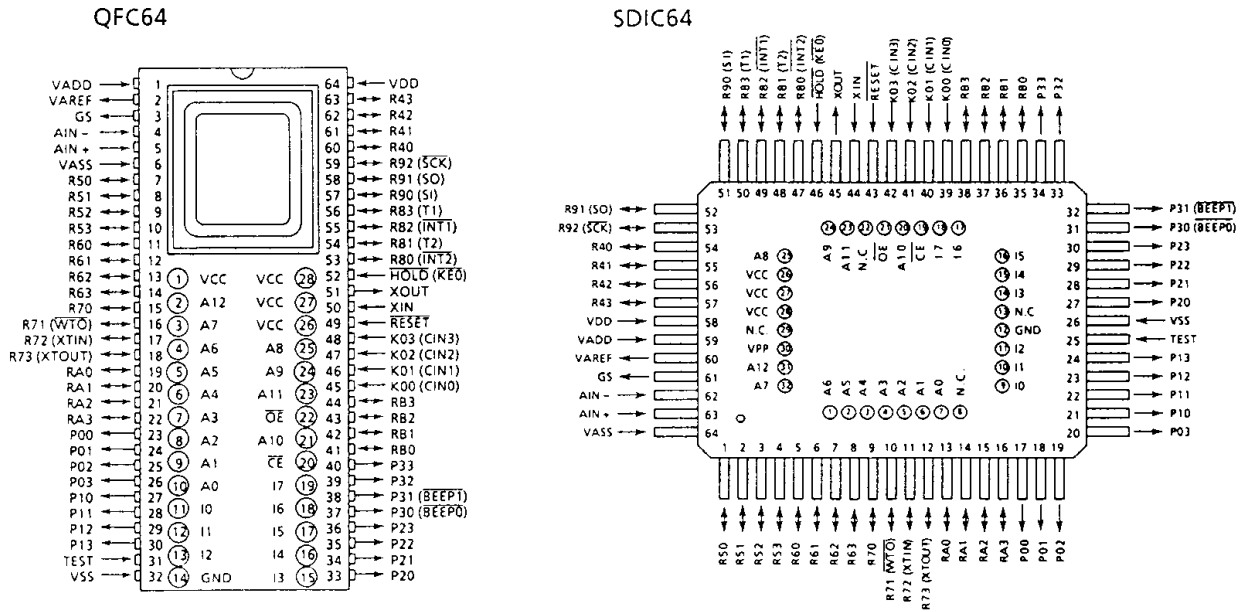 QFC64
VADD 1 64 VDD
VAREF 2 63 R43
GS 3 62 R42
AIN - 4 61 R41
AIN + 5 60 R40
VASS 6 59 R92 (SCK)
R50 7 58 R91 (SO)
R51 8 57 R90 (SI)
R52 9 56 R83 (T1)
R53 10 55 R82 (INT1)
R60 11 54 R81 (T2)
R61 12 53 R80 (INT2)
R62 13 1 VCC VCC 28 52 HOLD (KE0)
R63 14 51 XOUT
R70 15 2 A12 VCC 27 50 XIN
R71 (WTO) 16 3 A7 VCC 26 49 RESET
R72 (XTIN) 17 48 K03 (CIN3)
R73 (XTOUT) 18 4 A6 A8 25 47 K02 (CIN2)
RA0 19 5 A5 A9 24 46 K01 (CIN1)
RA1 20 6 A4 A11 23 45 K00 (CIN0)
RA2 21 44 RB3
RA3 22 7 A3 OE 22 43 RB2
P00 23 8 A2 A10 21 42 RB1
P01 24 41 RB0
P02 25 9 A1 CE 20 40 P33
P03 26 10 A0 I7 19 39 P32
P10 27 38 P31 (BEEP1)
P11 28 11 I0 I6 18 37 P30 (BEEP0)
P12 29 12 I1 I5 17 36 P23
P13 30 35 P22
TEST 31 13 I2 I4 16 34 P21
VSS 32 14 GND I3 15 33 P20
SDIC64
R90 (SI) R83 (T1) R82 (INT1) R81 (T2) R80 (INT2) HOLD (KE0) XOUT XIN RESET K03 (CIN3) K02 (CIN2) K01 (CIN1) K00 (CIN0) RB3 RB2 RB1 RB0 P33 P32
51 50 49 48 47 46 45 44 43 42 41 40 39 38 37 36 35 34 33
R91 (SO) 52 32 P31 (BEEP1)
R92 (SCK) 53 31 P30 (BEEP0)
R40 54 30 P23
R41 55 29 P22
R42 56 28 P21
R43 57 27 P20
VDD 58 26 VSS
VADD 59 25 TEST
VAREF 60 24 P13
GS 61 23 P12
AIN - 62 22 P11
AIN + 63 21 P10
VASS 64 20 P03
24 23 22 21 20 19 18 17
A9 A11 N.C OE A10 CE I7 I6
A8 25 16 I5
VCC 26 15 I4
VCC 27 14 I3
VCC 28 13 N.C
N.C. 29 12 GND
VPP 30 11 I2
A12 31 10 I1
A7 32 9 I0
A6 A5 A4 A3 A2 A1 A0 N.C.
1 2 3 4 5 6 7 8
1 2 3 4 5 6 7 8 9 10 11 12 13 14 15 16 17 18 19
R50 R51 R52 R53 R60 R61 R62 R63 R70 R71 (WTO) R72 (XTIN) R73 (XTOUT) RA0 RA1 RA2 RA3 P00 P01 P02